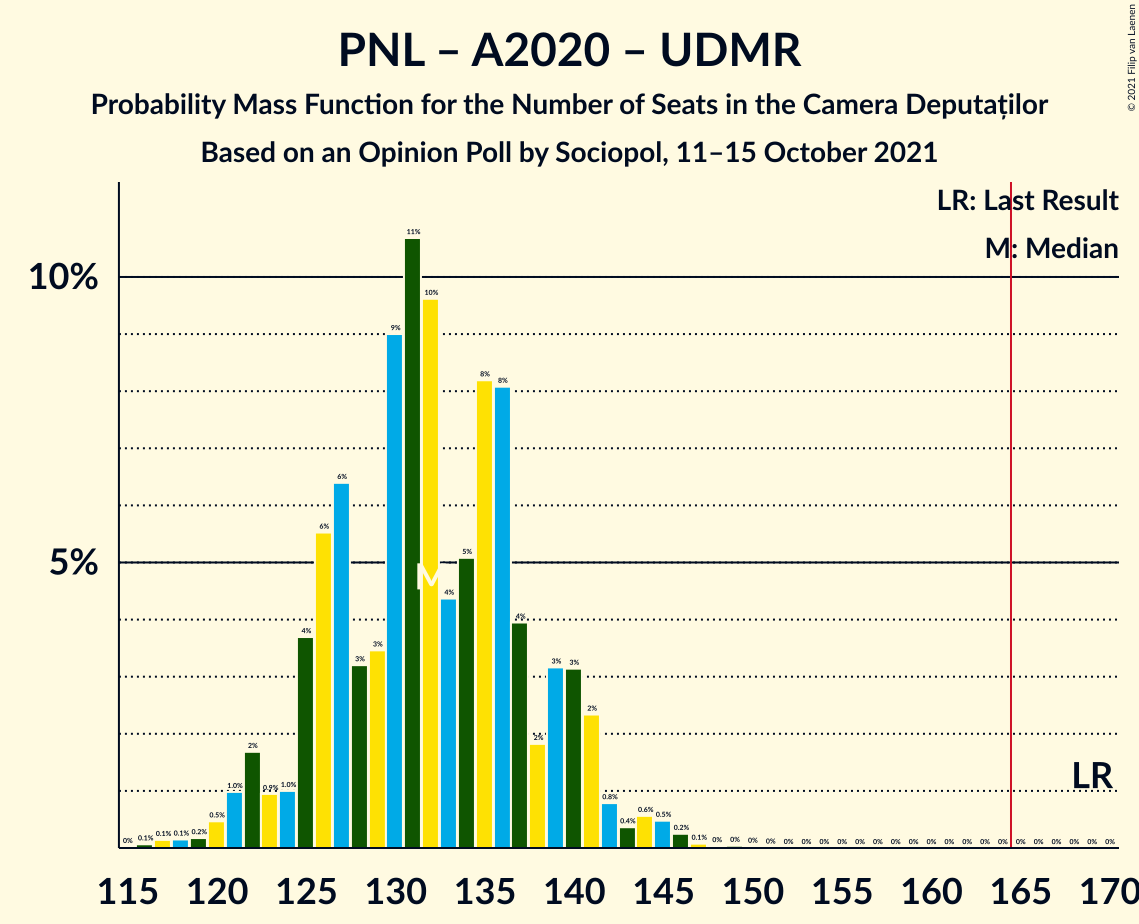 PNL – A2020 – UDMR
Probability Mass Function for the Number of Seats in the Camera Deputaților
Based on an Opinion Poll by Sociopol, 11–15 October 2021
© 2021 Filip van Laenen
LR: Last Result
M: Median
10%
5%
0% 0.1% 0.1% 0.1% 0.2% 0.5% 1.0% 2% 0.9% 1.0% 4% 6% 6% 3% 3% 9% 11% 10% 4% 5% 8% 8% 4% 2% 3% 3% 2% 0.8% 0.4% 0.6% 0.5% 0.2% 0.1% 0% 0% 0% 0% 0% 0% 0% 0% 0% 0% 0% 0% 0% 0% 0% 0% 0% 0% 0% 0% 0% 0% 0%
M
LR
115 120 125 130 135 140 145 150 155 160 165 170